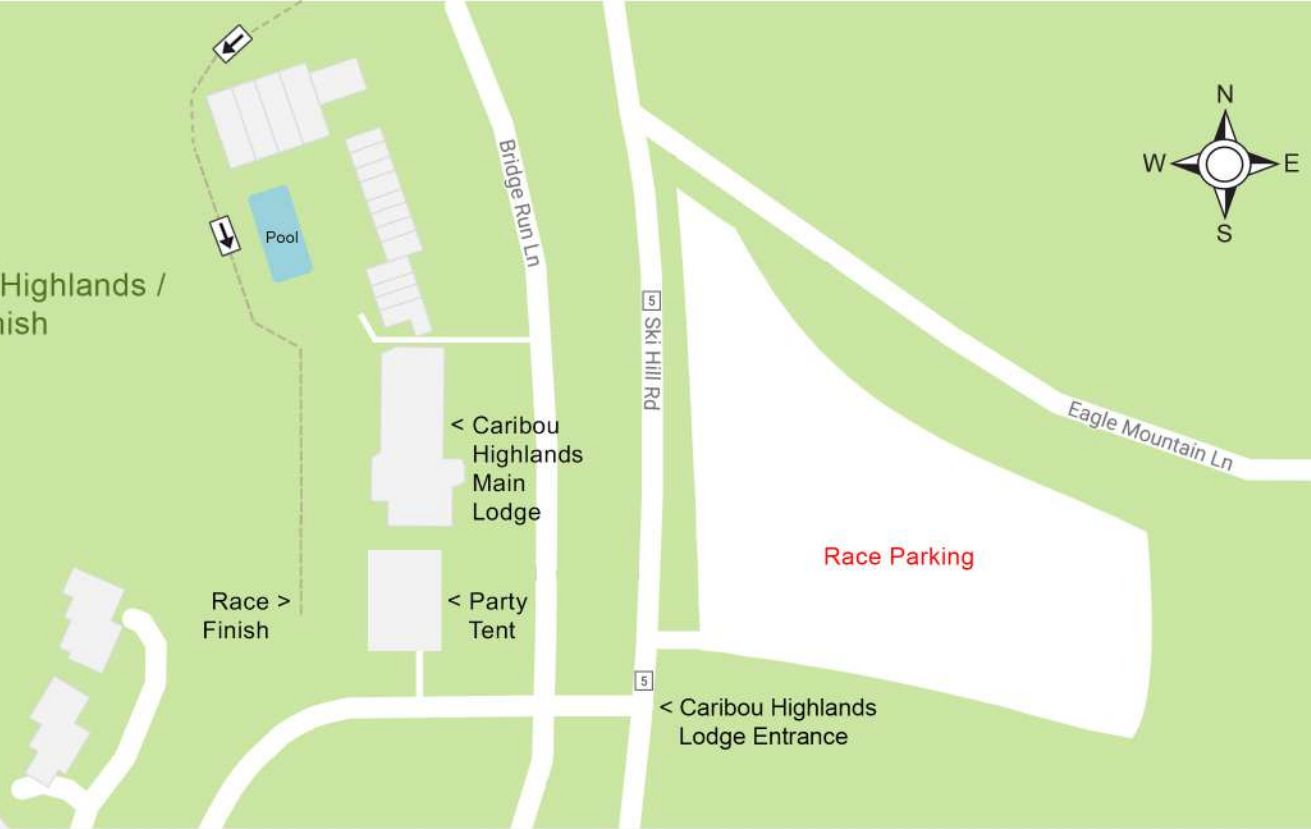 N
W E
S
Pool
Bridge Run Ln
Highlands /
nish
5
Ski Hill Rd
< Caribou
Highlands
Main
Lodge
Eagle Mountain Ln
Race Parking
Race >
Finish
< Party
Tent
5
< Caribou Highlands
Lodge Entrance